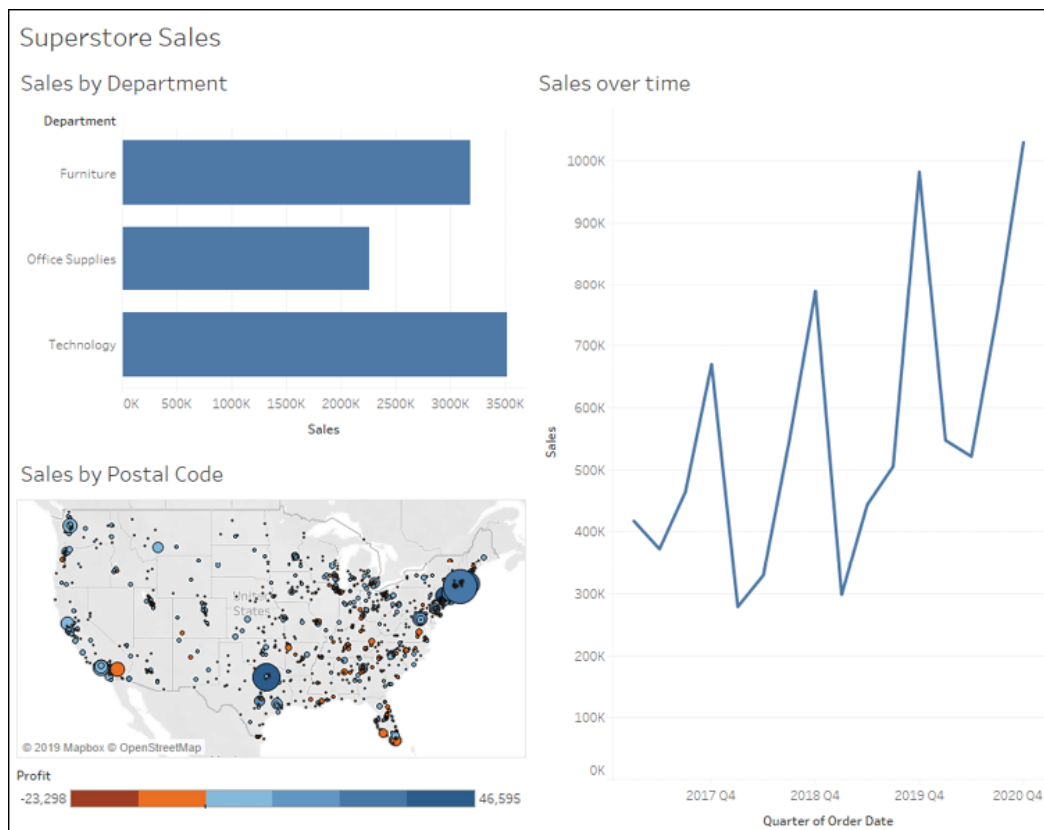 Superstore Sales
Sales by Department
Department
Furniture
Office Supplies
Technology
0K 500K 1000K 1500K 2000K 2500K 3000K 3500K
Sales
Sales by Postal Code
United
States
© 2019 Mapbox © OpenStreetMap
Profit
-23,298 46,595
Sales over time
1000K
900K
800K
700K
600K
500K
400K
300K
200K
100K
0K
Sales
2017 Q4 2018 Q4 2019 Q4 2020 Q4
Quarter of Order Date